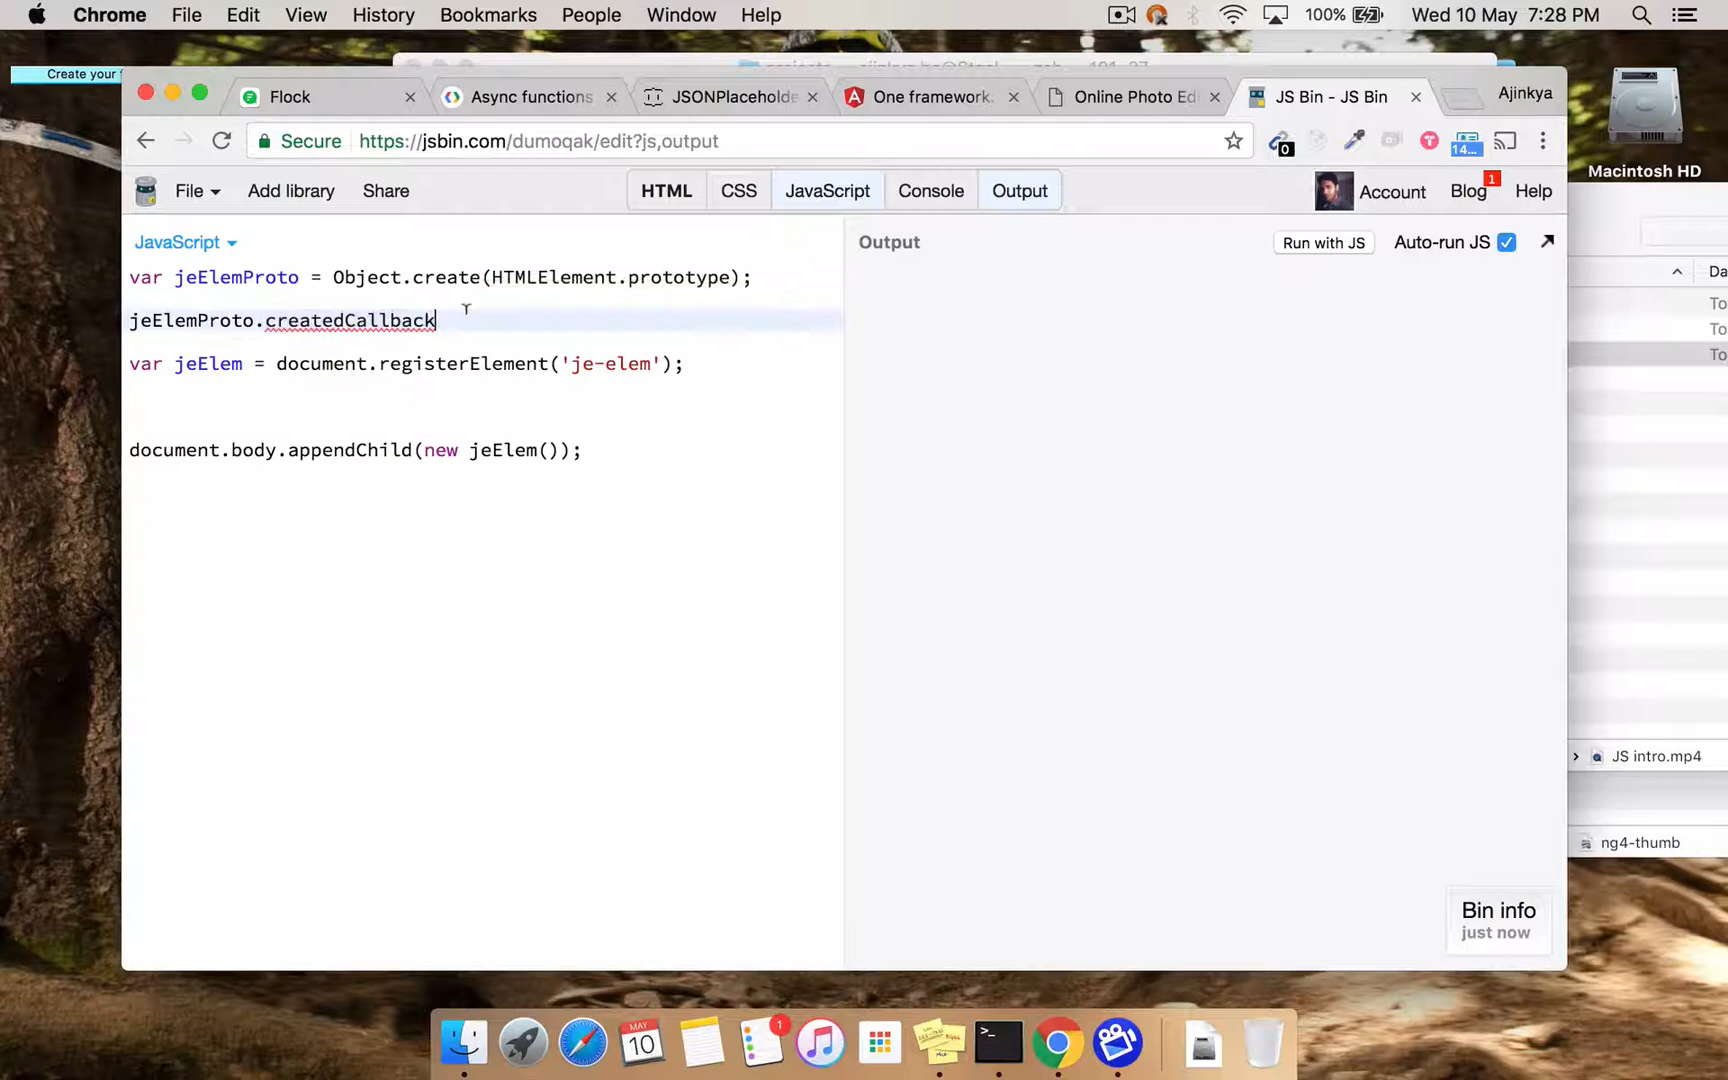 Chrome File Edit View History Bookmarks People Window Help 100% Wed 10 May 7:28 PM
Create your
Flock Async functions JSONPlaceholde One framework. Online Photo Edi JS Bin - JS Bin Ajinkya
Secure https://jsbin.com/dumoqak/edit?js,output 0 14...
Macintosh HD
File Add library Share HTML CSS JavaScript Console Output Account Blog 1 Help
JavaScript Output Run with JS Auto-run JS
Da
var jeElemProto = Object.create(HTMLElement.prototype);
To
jeElemProto.createdCallback
To
To
var jeElem = document.registerElement('je-elem');
document.body.appendChild(new jeElem());
JS intro.mp4
ng4-thumb
Bin info
just now
MAY
10
1